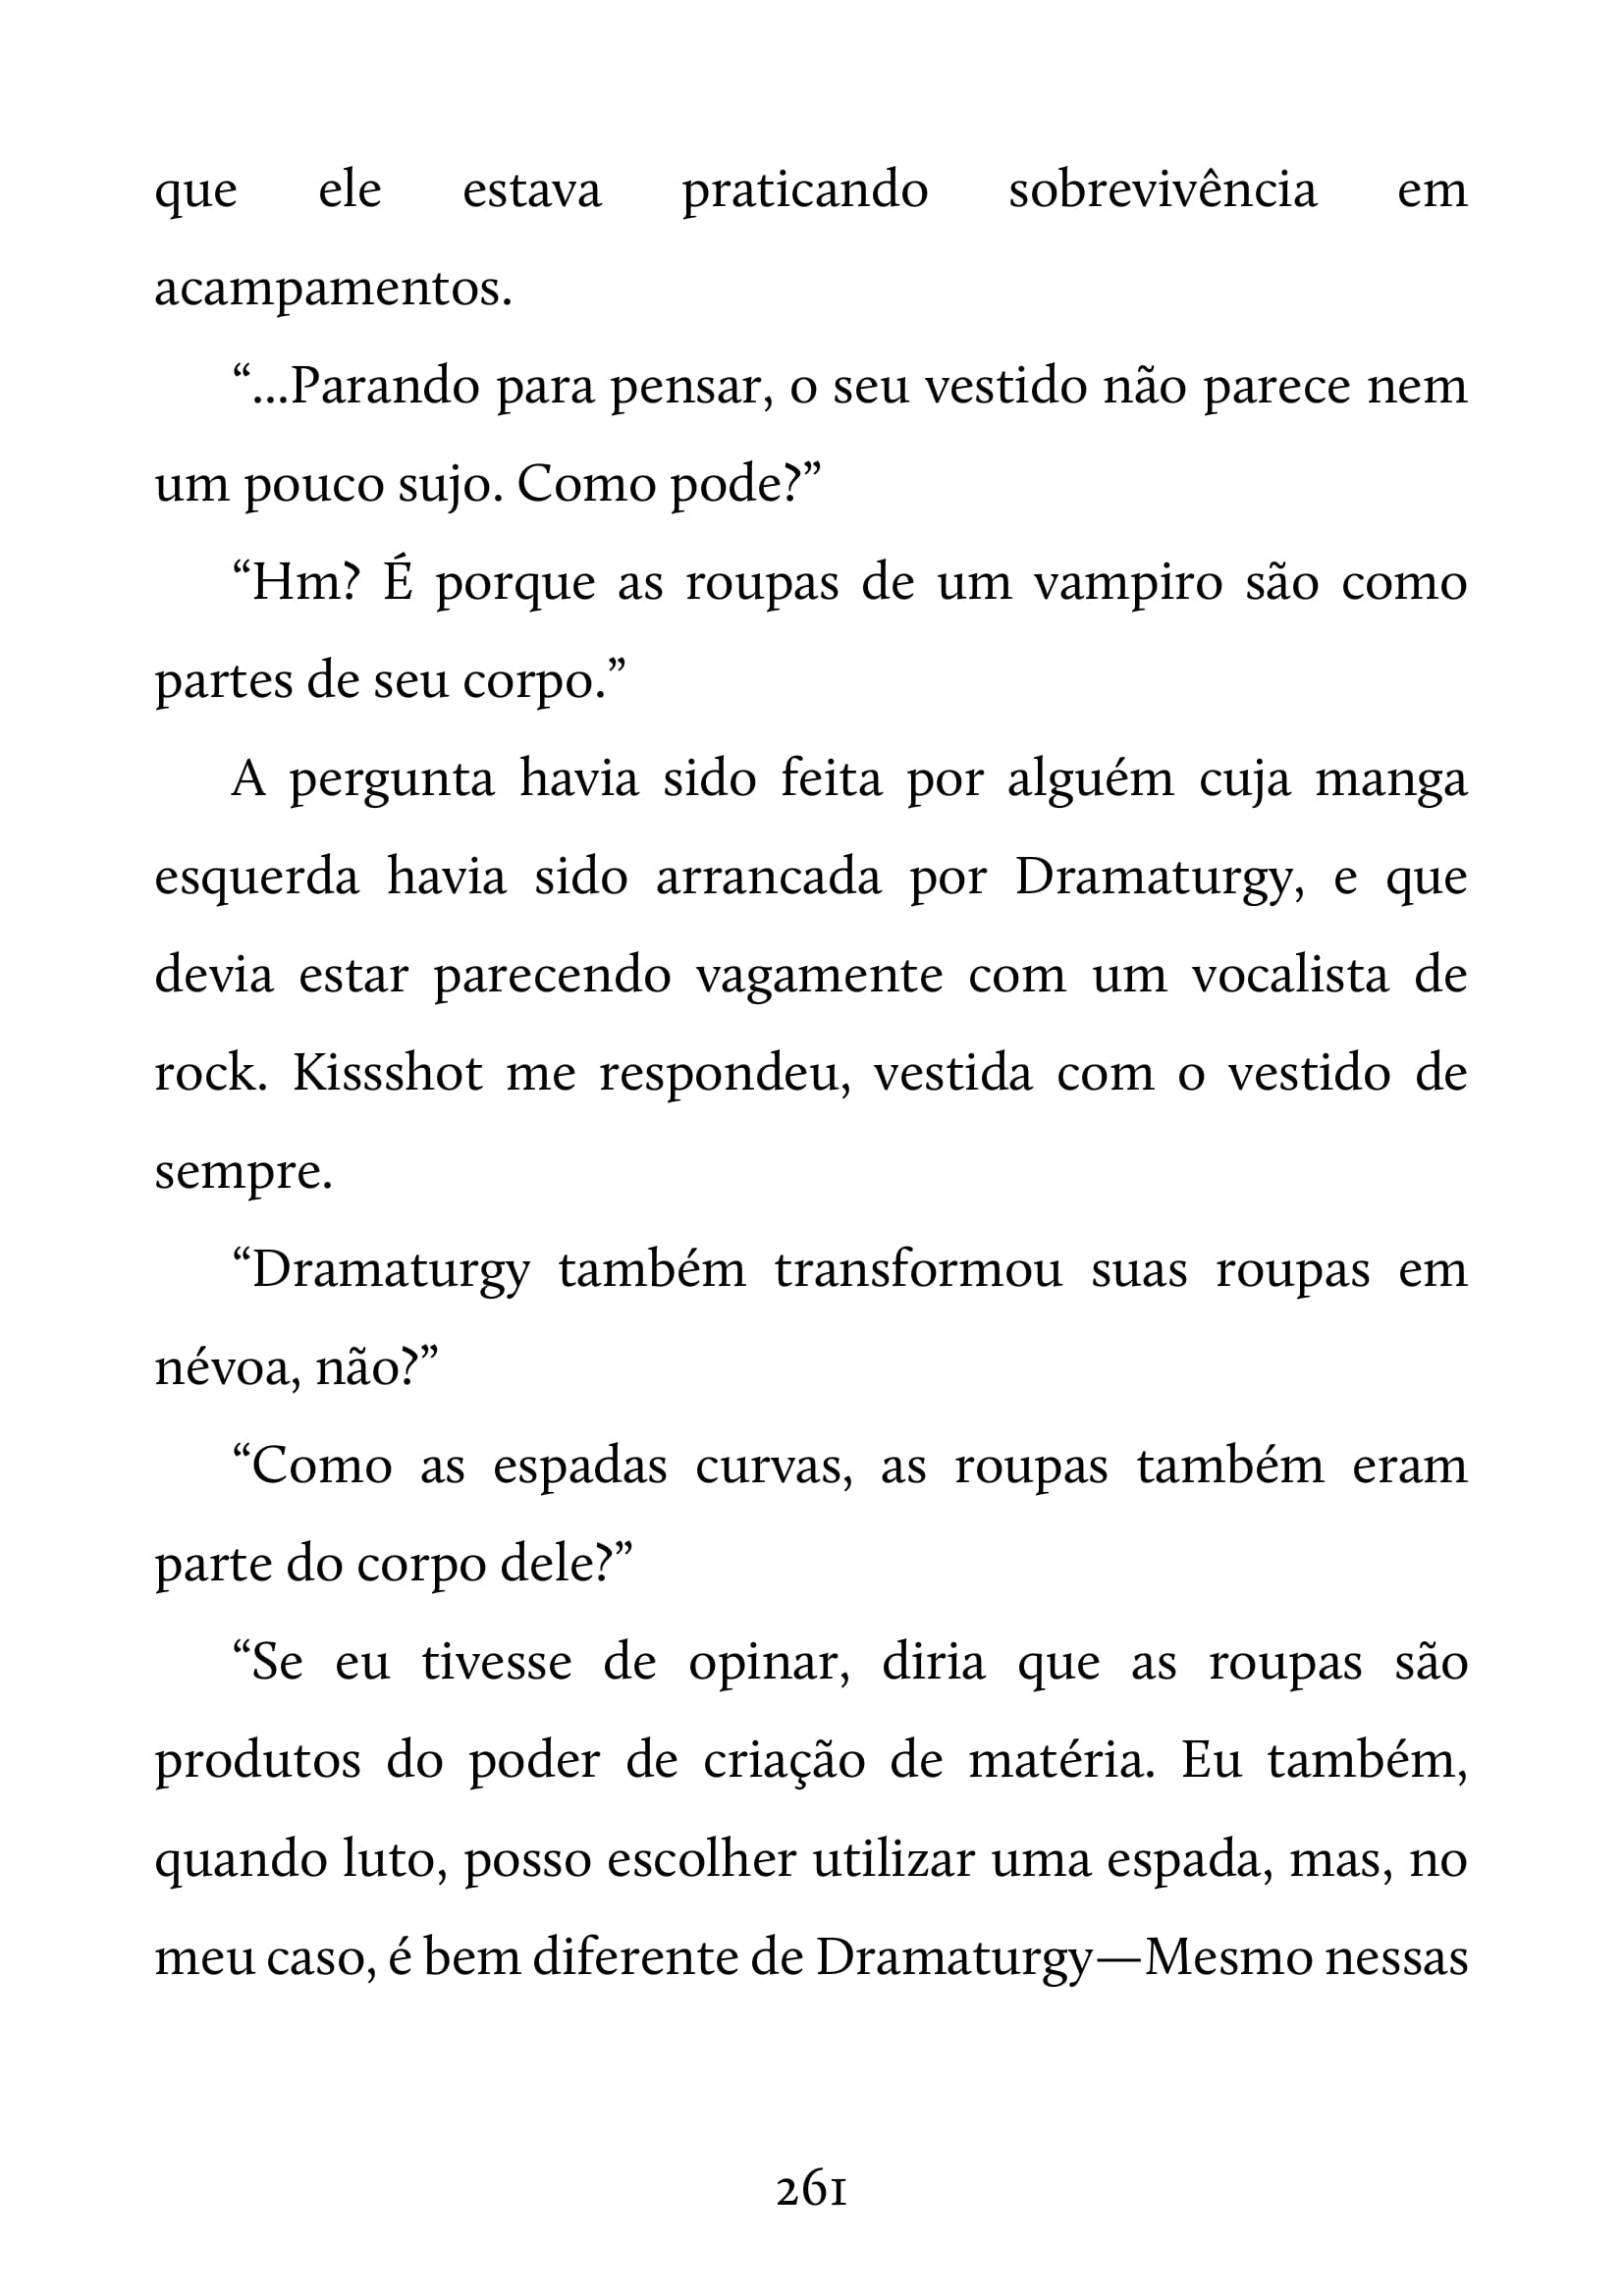 que ele estava praticando sobrevivência em
acampamentos.
“...Parando para pensar, o seu vestido não parece nem
um pouco sujo. Como pode?”
“Hm? É porque as roupas de um vampiro são como
partes de seu corpo.”
A pergunta havia sido feita por alguém cuja manga
esquerda havia sido arrancada por Dramaturgy, e que
devia estar parecendo vagamente com um vocalista de
rock. Kissshot me respondeu, vestida com o vestido de
sempre.
“Dramaturgy também transformou suas roupas em
névoa, não?”
“Como as espadas curvas, as roupas também eram
parte do corpo dele?”
“Se eu tivesse de opinar, diria que as roupas são
produtos do poder de criação de matéria. Eu também,
quando luto, posso escolher utilizar uma espada, mas, no
meu caso, é bem diferente de Dramaturgy—Mesmo nessas
261